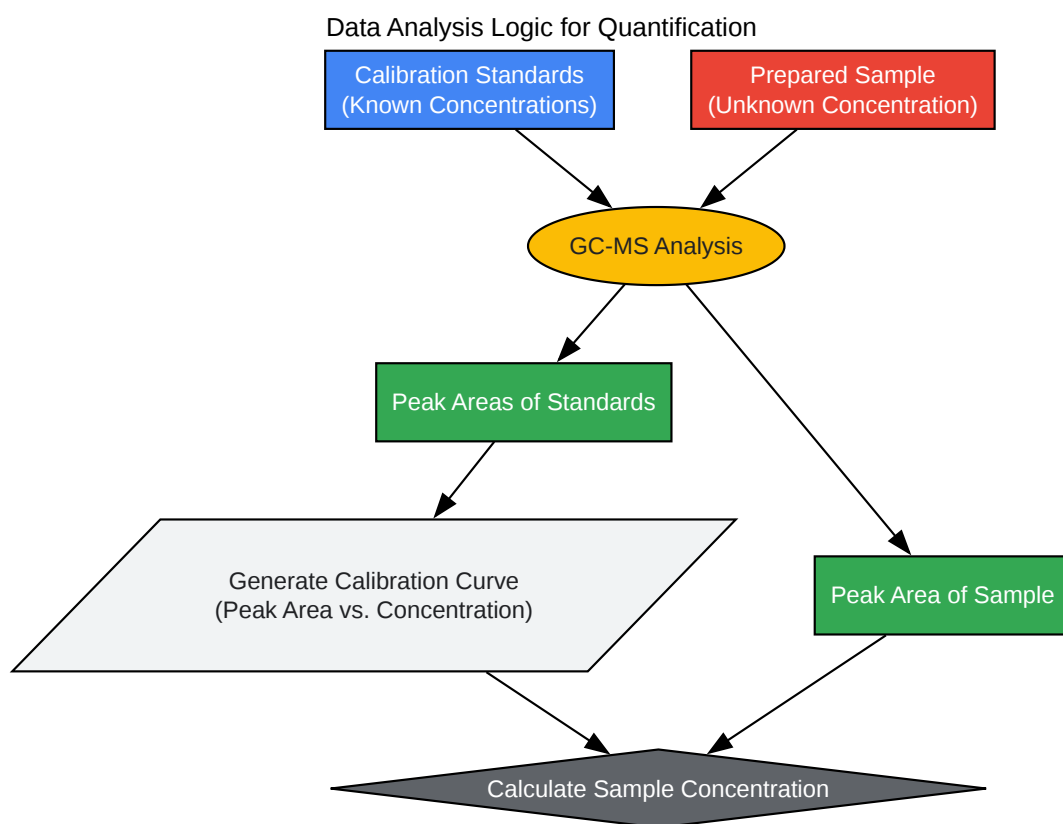 Data Analysis Logic for Quantification
Calibration Standards
(Known Concentrations)
Prepared Sample
(Unknown Concentration)
GC-MS Analysis
Peak Areas of Standards
Generate Calibration Curve
(Peak Area vs. Concentration)
Peak Area of Sample
Calculate Sample Concentration